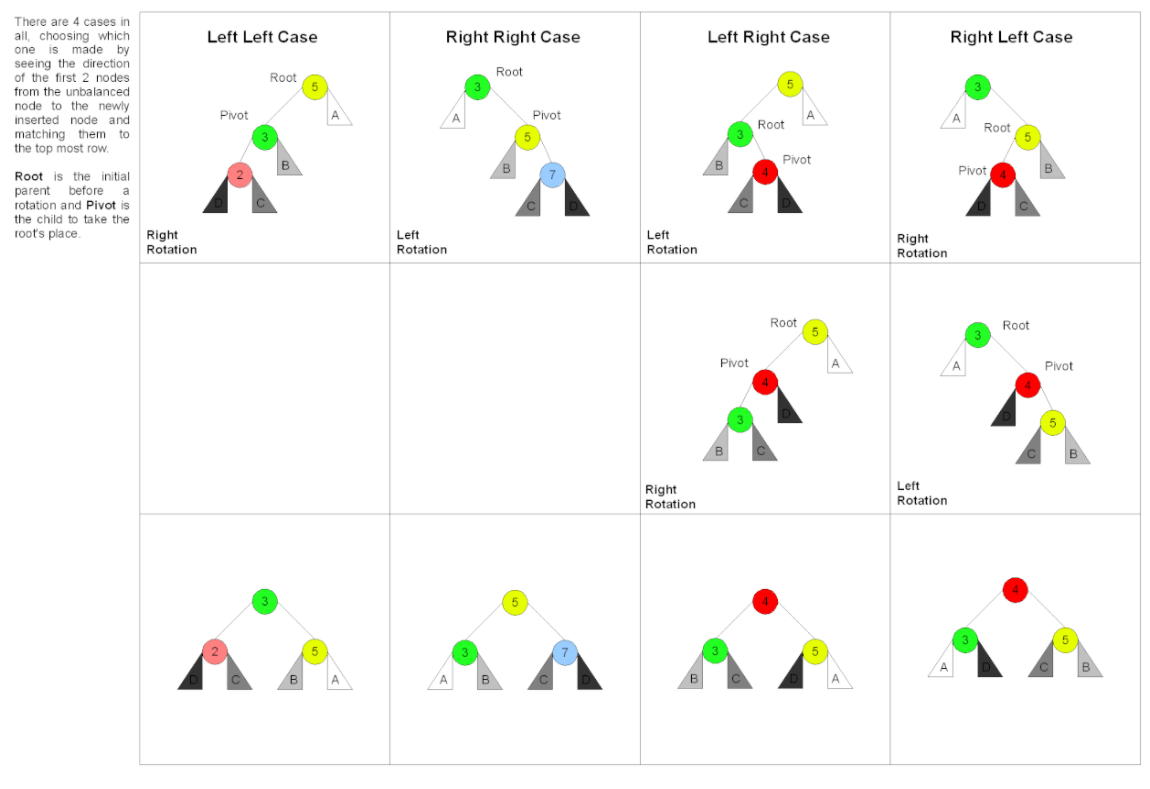 There are 4 cases in
all, choosing which
one is made by
seeing the direction
of the first 2 nodes
from the unbalanced
node to the newly
inserted node and
matching them to
the top most row.
Root is the initial
parent before a
rotation and Pivot is
the child to take the
root's place.
Left Left Case
Root
5
A
Pivot
3
B
2
D
C
Right
Rotation
Right Right Case
Root
3
A
Pivot
5
B
7
C
D
Left
Rotation
Left Right Case
5
A
3
Root
B
Pivot
4
C
D
Left
Rotation
Right Left Case
3
A
Root
5
B
Pivot
4
D
C
Right
Rotation
Root
5
A
Pivot
4
D
3
B
C
Right
Rotation
Root
3
A
Pivot
4
D
5
C
B
Left
Rotation
3
2
5
D
C
B
A
5
3
7
A
B
C
D
4
3
5
B
C
D
A
4
3
5
A
D
C
B